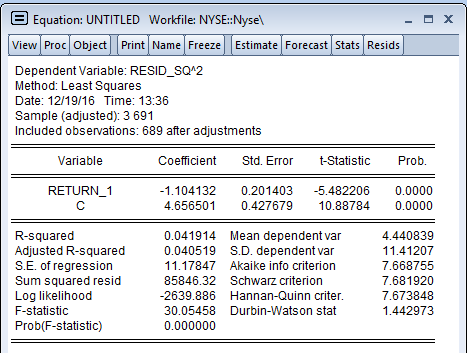 Equation: UNTITLED Workfile: NYSE::Nyse\
View Proc Object Print Name Freeze Estimate Forecast Stats Resids
Dependent Variable: RESID_SQ^2
Method: Least Squares
Date: 12/19/16 Time: 13:36
Sample (adjusted): 3 691
Included observations: 689 after adjustments
Variable Coefficient Std. Error t-Statistic Prob.
RETURN_1 -1.104132 0.201403 -5.482206 0.0000
C 4.656501 0.427679 10.88784 0.0000
R-squared 0.041914 Mean dependent var 4.440839
Adjusted R-squared 0.040519 S.D. dependent var 11.41207
S.E. of regression 11.17847 Akaike info criterion 7.668755
Sum squared resid 85846.32 Schwarz criterion 7.681920
Log likelihood -2639.886 Hannan-Quinn criter. 7.673848
F-statistic 30.05458 Durbin-Watson stat 1.442973
Prob(F-statistic) 0.000000